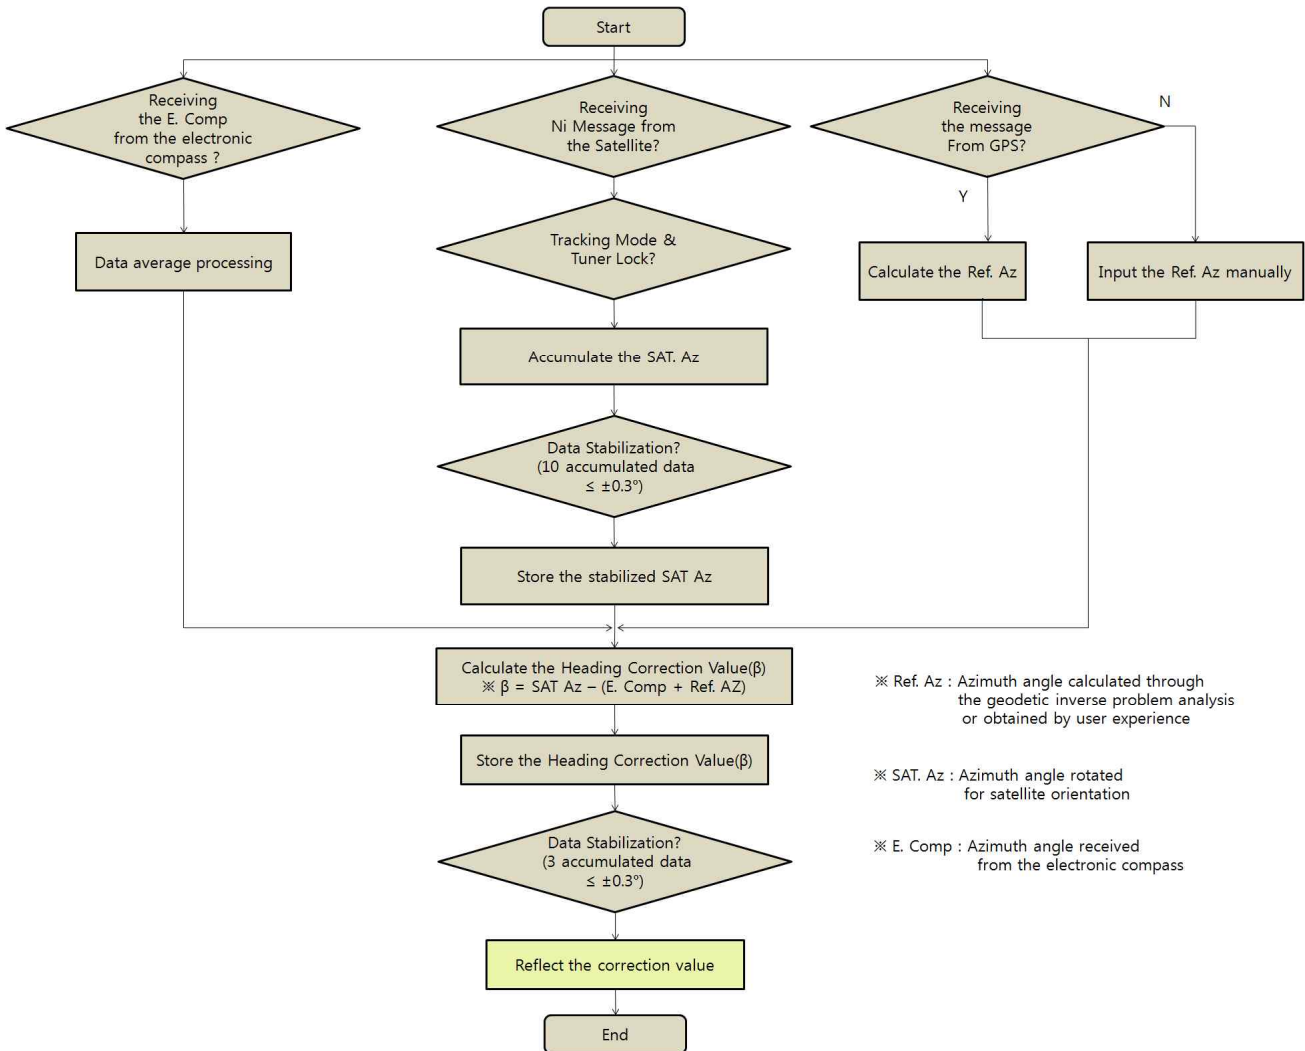 Start
Receiving
the E. Comp
from the electronic
compass ?
Receiving
Ni Message from
the Satellite?
Receiving
the message
From GPS?
N
Y
Tracking Mode &
Tuner Lock?
Data average processing
Calculate the Ref. Az
Input the Ref. Az manually
Accumulate the SAT. Az
Data Stabilization?
(10 accumulated data
≤ ±0.3°)
Store the stabilized SAT Az
Calculate the Heading Correction Value(β)
※ β = SAT Az – (E. Comp + Ref. AZ)
Store the Heading Correction Value(β)
Data Stabilization?
(3 accumulated data
≤ ±0.3°)
Reflect the correction value
End
※ Ref. Az : Azimuth angle calculated through
the geodetic inverse problem analysis
or obtained by user experience
※ SAT. Az : Azimuth angle rotated
for satellite orientation
※ E. Comp : Azimuth angle received
from the electronic compass